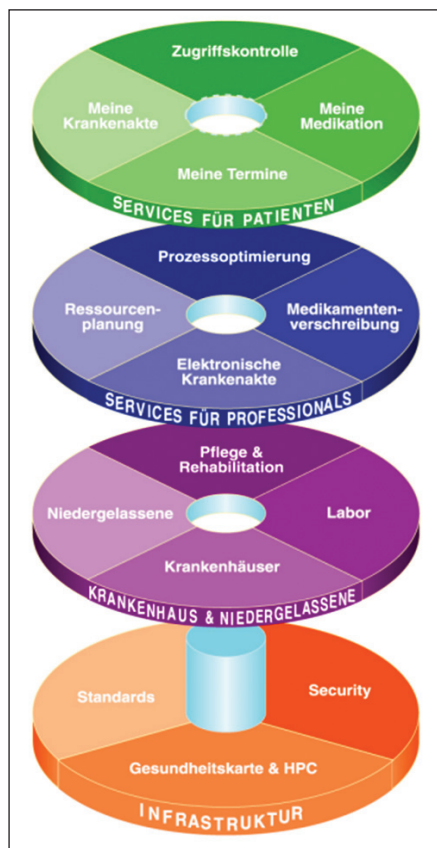 Zugriffskontrolle
Meine
Krankenakte
Meine
Medikation
Meine Termine
SERVICES FÜR PATIENTEN
Prozessoptimierung
Ressourcen-
planung
Medikamenten-
verschreibung
Elektronische
Krankenakte
SERVICES FÜR PROFESSIONALS
Pflege &
Rehabilitation
Niedergelassene
Labor
Krankenhäuser
KRANKENHAUS & NIEDERGELASSENE
Standards
Security
Gesundheitskarte & HPC
INFRASTRUKTUR